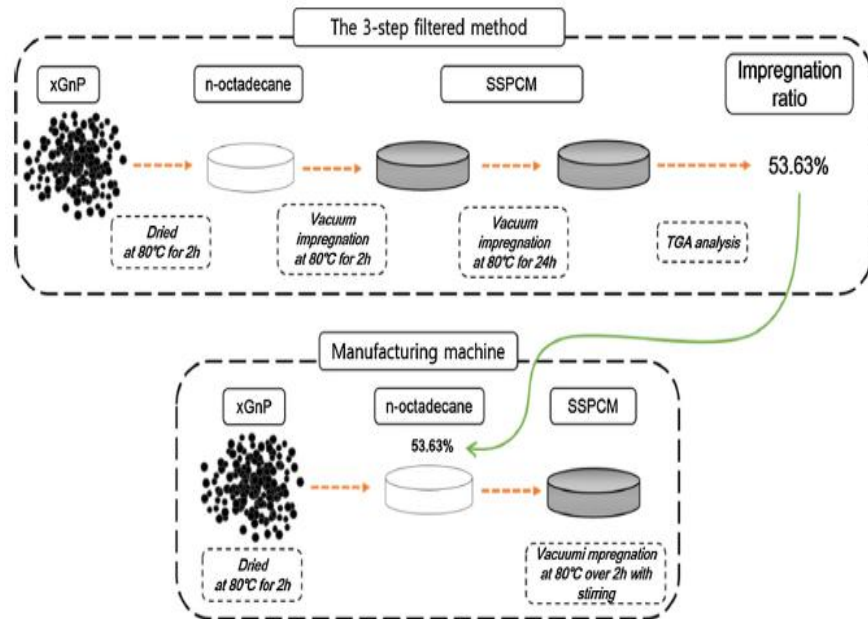 The 3-step filtered method
xGnP
n-octadecane
SSPCM
Impregnation
ratio
53.63%
Dried
at 80℃ for 2h
Vacuum
impregnation
at 80℃ for 2h
Vacuum
impregnation
at 80℃ for 24h
TGA analysis
Manufacturing machine
xGnP
n-octadecane
SSPCM
53.63%
Dried
at 80℃ for 2h
Vacuumi mpregnation
at 80℃ over 2h with
stirring